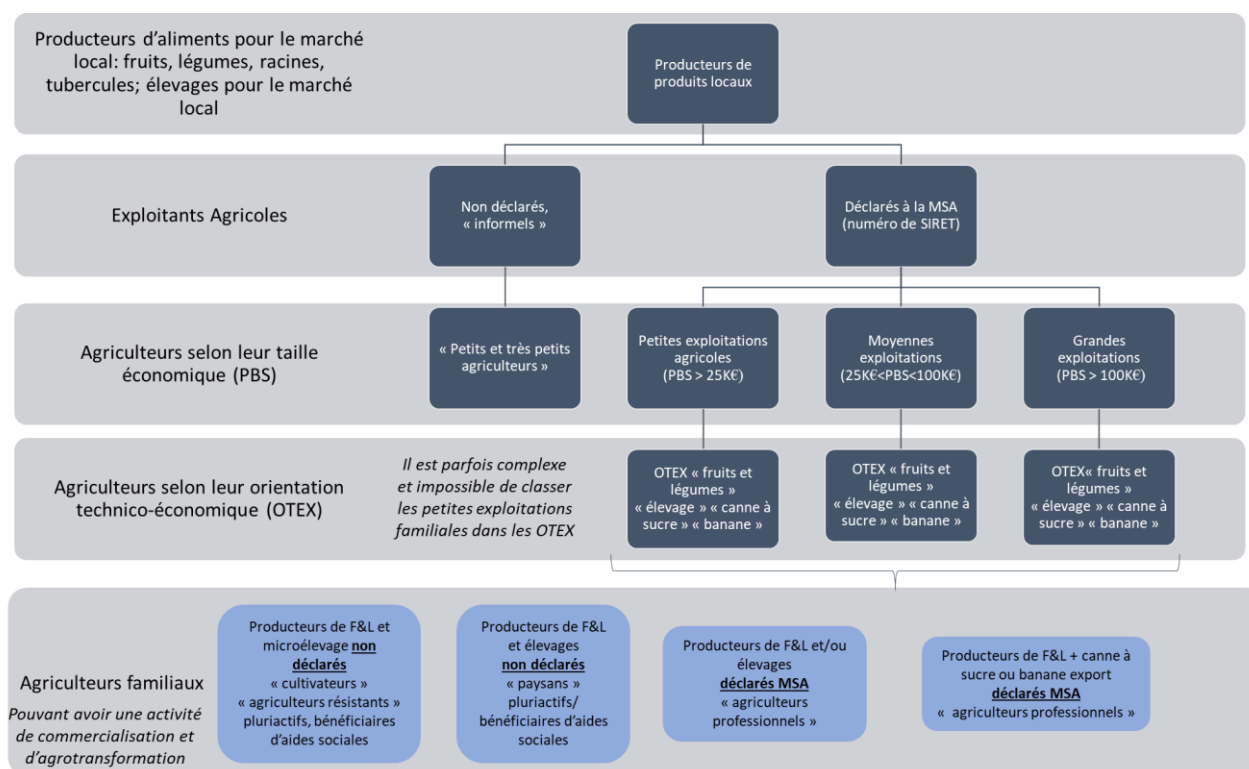 Producteurs d'aliments pour le marché
local: fruits, légumes, racines,
tubercules; élevages pour le marché
local
Producteurs de
produits locaux
Exploitants Agricoles
Non déclarés,
« informels »
Déclarés à la MSA
(numéro de SIRET)
Agriculteurs selon leur taille
économique (PBS)
« Petits et très petits
agriculteurs »
Petites exploitations
agricoles
(PBS > 25K€)
Moyennes
exploitations
(25K€<PBS<100K€)
Grandes
exploitations
(PBS > 100K€)
Agriculteurs selon leur orientation
technico-économique (OTEX)
Il est parfois complexe
et impossible de classer
les petites exploitations
familiales dans les OTEX
OTEX « fruits et
légumes »
« élevage » « canne à
sucre » « banane »
OTEX « fruits et
légumes »
« élevage » « canne à
sucre » « banane »
OTEX« fruits et
légumes »
« élevage » « canne à
sucre » « banane »
Agriculteurs familiaux
Pouvant avoir une activité
de commercialisation et
d'agrotransformation
Producteurs de F&L et
microélevage non
déclarés
« cultivateurs »
« agriculteurs résistants »
pluriactifs, bénéficiaires
d'aides sociales
Producteurs de F&L
et élevages
non déclarés
« paysans »
pluriactifs/
bénéficiaires d'aides
sociales
Producteurs de F&L et/ou
élevages
déclarés MSA
« agriculteurs
professionnels »
Producteurs de F&L + canne à
sucre ou banane export
déclarés MSA
« agriculteurs professionnels »